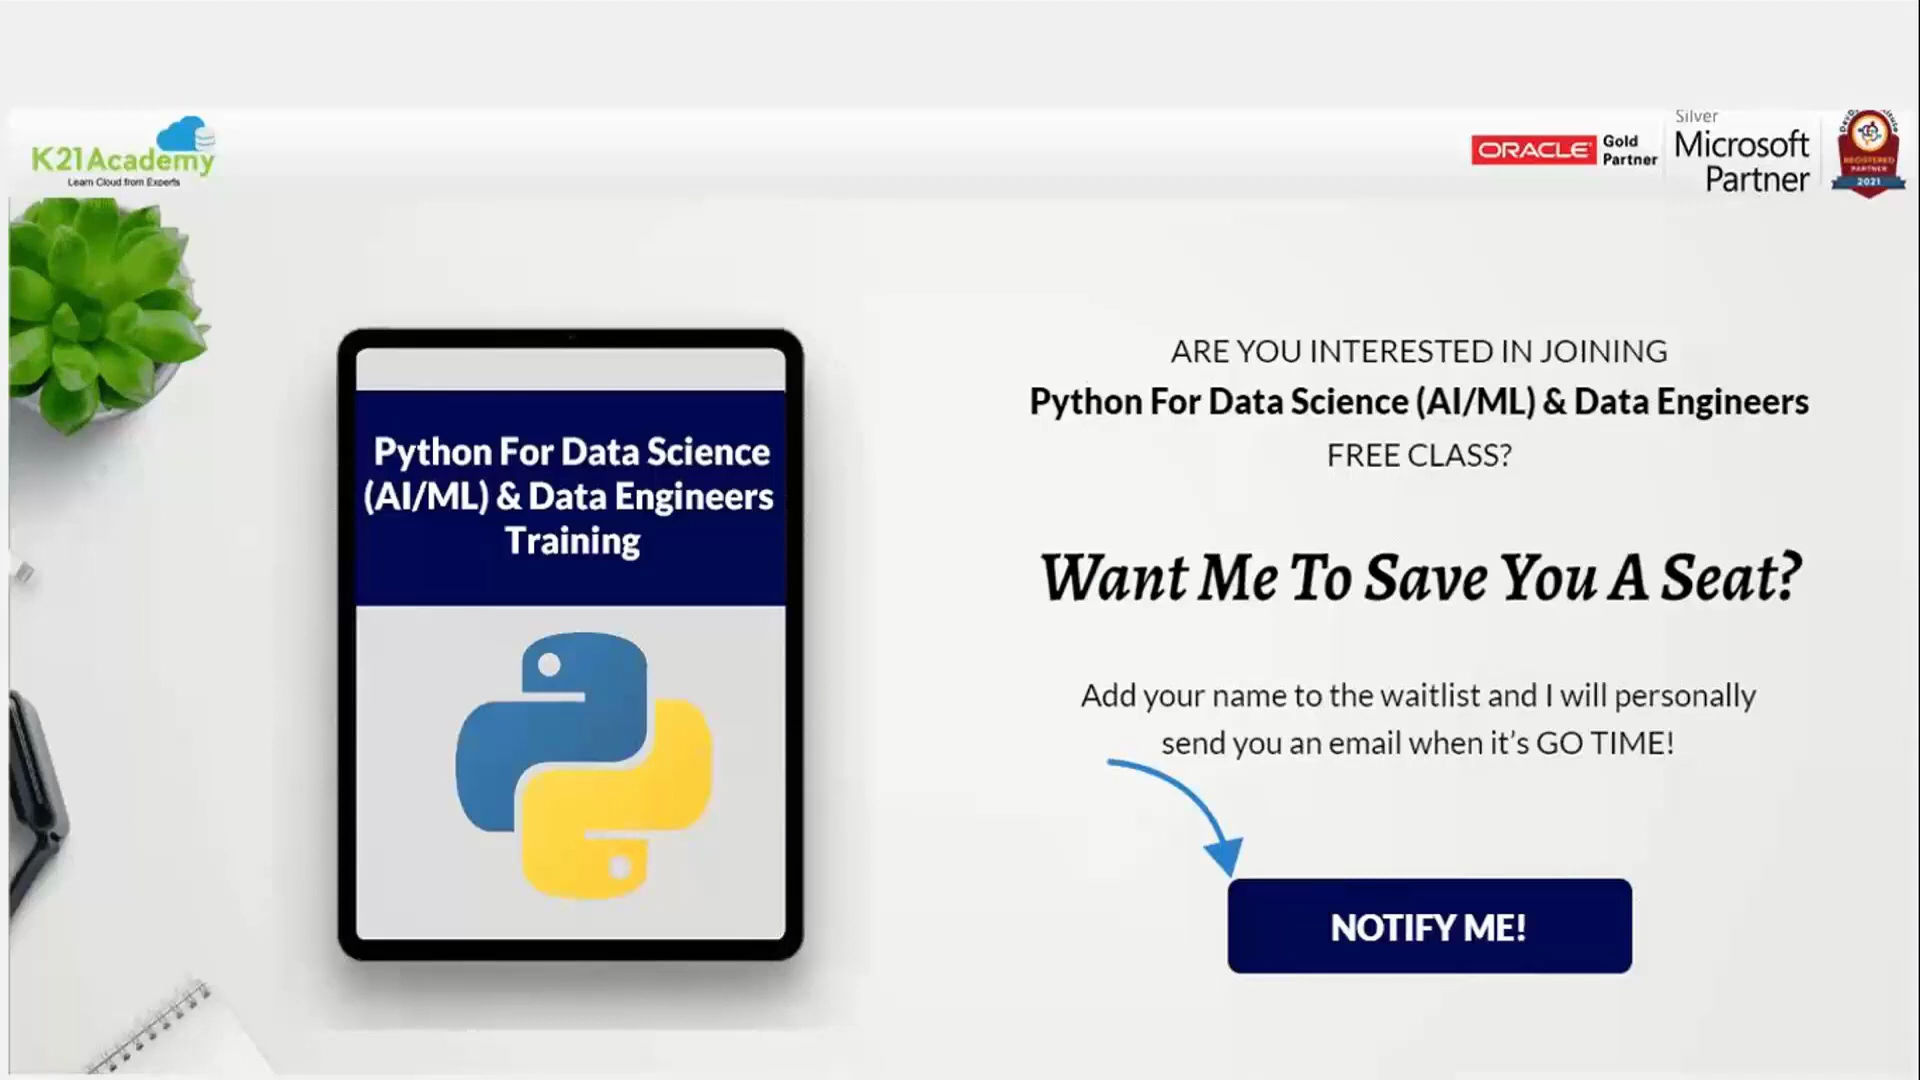 K21Academy
Learn Cloud from Experts
ORACLE
Gold
Partner
Silver
Microsoft
Partner
REGISTERED
PARTNER
2021
Python For Data Science
(AI/ML) & Data Engineers
Training
ARE YOU INTERESTED IN JOINING
Python For Data Science (AI/ML) & Data Engineers
FREE CLASS?
Want Me To Save You A Seat?
Add your name to the waitlist and I will personally
send you an email when it’s GO TIME!
NOTIFY ME!